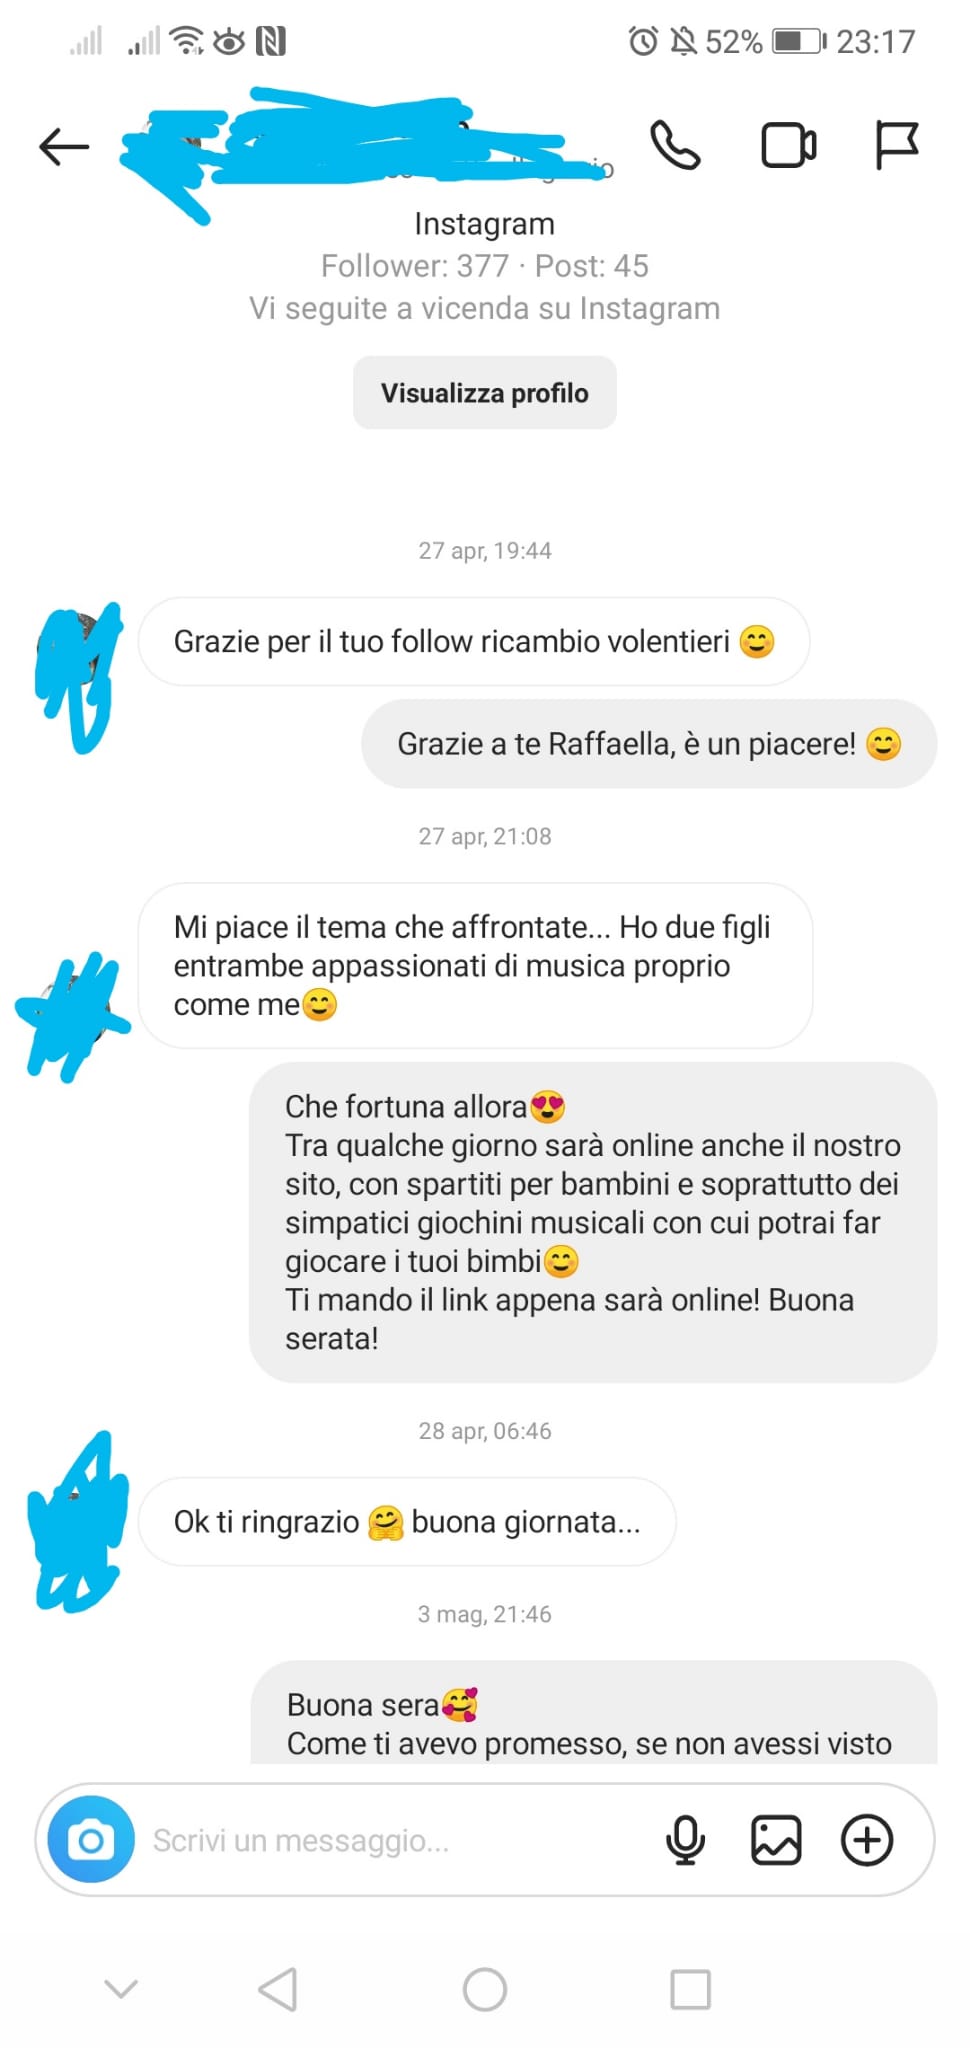 52% 23:17
Instagram
Follower: 377 · Post: 45
Vi seguite a vicenda su Instagram
Visualizza profilo
27 apr, 19:44
Grazie per il tuo follow ricambio volentieri 😊
Grazie a te Raffaella, è un piacere! 😊
27 apr, 21:08
Mi piace il tema che affrontate... Ho due figli
entrambe appassionati di musica proprio
come me😊
Che fortuna allora😍
Tra qualche giorno sarà online anche il nostro
sito, con spartiti per bambini e soprattutto dei
simpatici giochini musicali con cui potrai far
giocare i tuoi bimbi😊
Ti mando il link appena sarà online! Buona
serata!
28 apr, 06:46
Ok ti ringrazio 🤗 buona giornata...
3 mag, 21:46
Buona sera🥰
Come ti avevo promesso, se non avessi visto
Scrivi un messaggio...